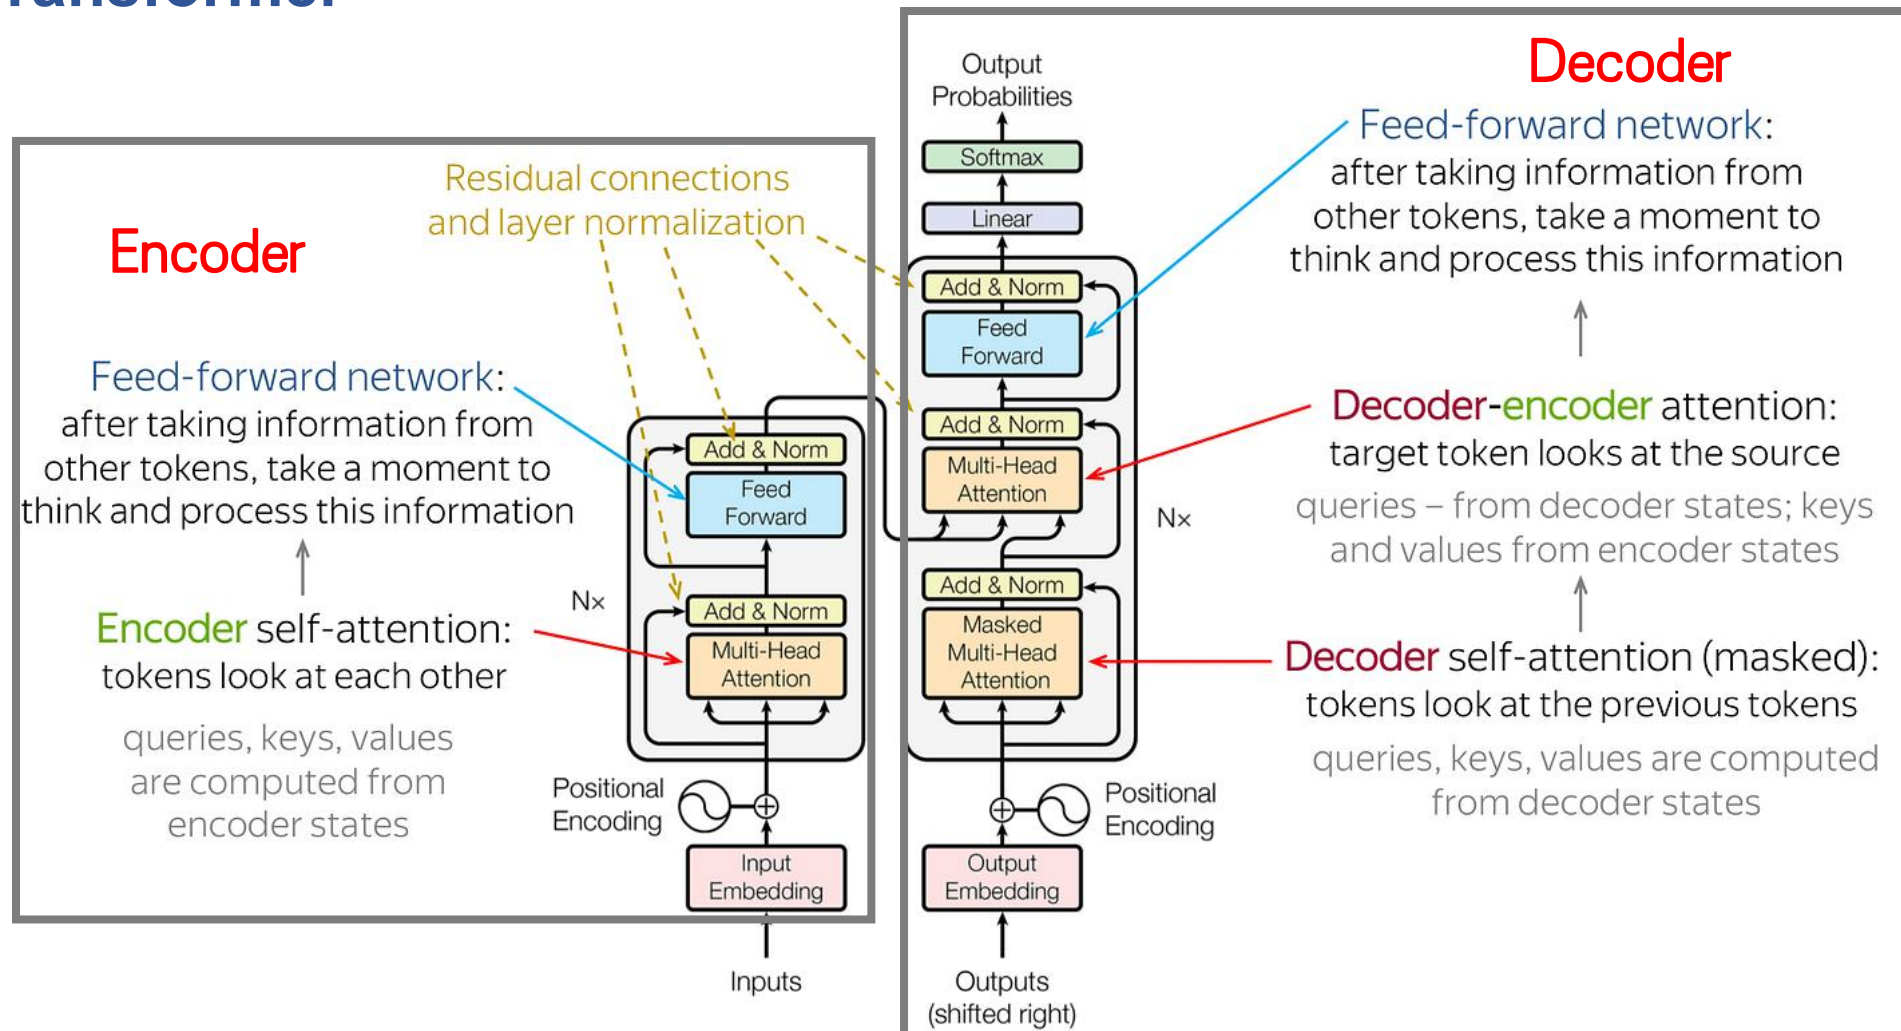 Transformer
Encoder
Residual connections
and layer normalization
Feed-forward network:
after taking information from
other tokens, take a moment to
think and process this information
Encoder self-attention:
tokens look at each other
queries, keys, values
are computed from
encoder states
Nx
Add & Norm
Feed
Forward
Add & Norm
Multi-Head
Attention
Positional
Encoding
Input
Embedding
Inputs
Output
Probabilities
Softmax
Linear
Add & Norm
Feed
Forward
Add & Norm
Multi-Head
Attention
Nx
Add & Norm
Masked
Multi-Head
Attention
Positional
Encoding
Output
Embedding
Outputs
(shifted right)
Decoder
Feed-forward network:
after taking information from
other tokens, take a moment to
think and process this information
Decoder-encoder attention:
target token looks at the source
queries – from decoder states; keys
and values from encoder states
Decoder self-attention (masked):
tokens look at the previous tokens
queries, keys, values are computed
from decoder states